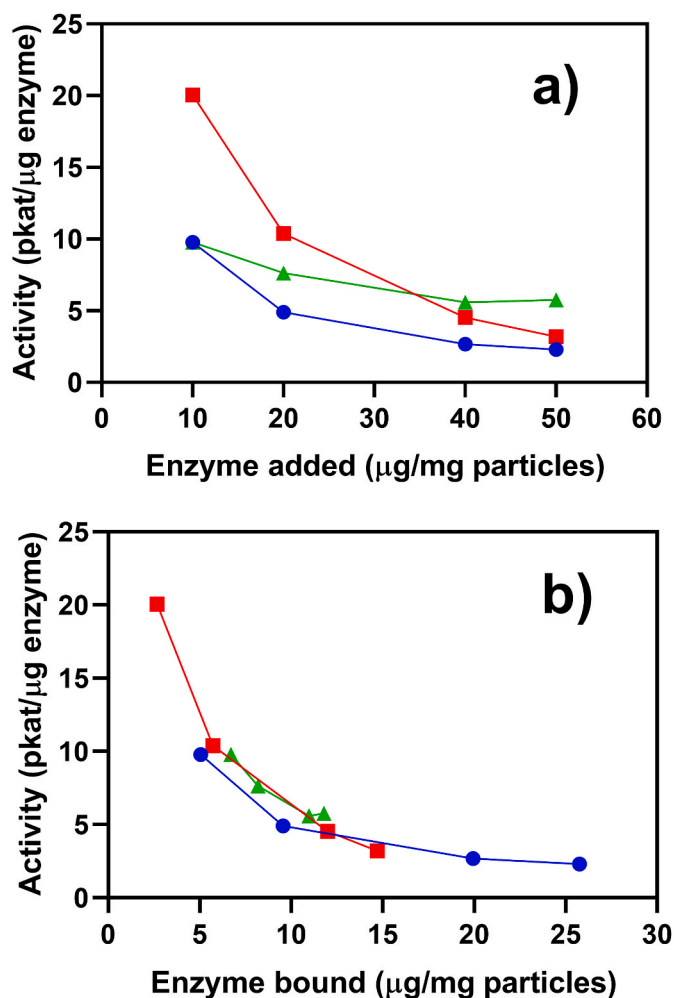 a)
Activity (pkat/μg enzyme)
25
20
15
10
5
0
0 10 20 30 40 50 60
Enzyme added (μg/mg particles)
b)
Activity (pkat/μg enzyme)
25
20
15
10
5
0
0 5 10 15 20 25 30
Enzyme bound (μg/mg particles)